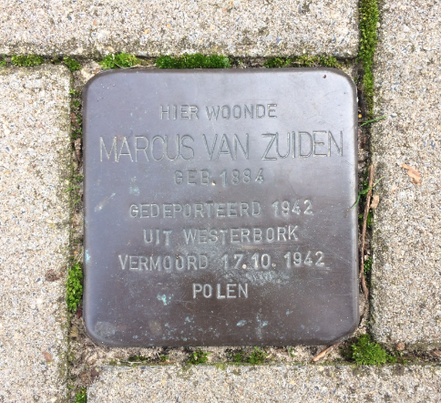 HIER WOONDE
MARCUS VAN ZUIDEN
GEB. 1884
GEDEPORTEERD 1942
UIT WESTERBORK
VERMOORD 17.10.1942
POLEN